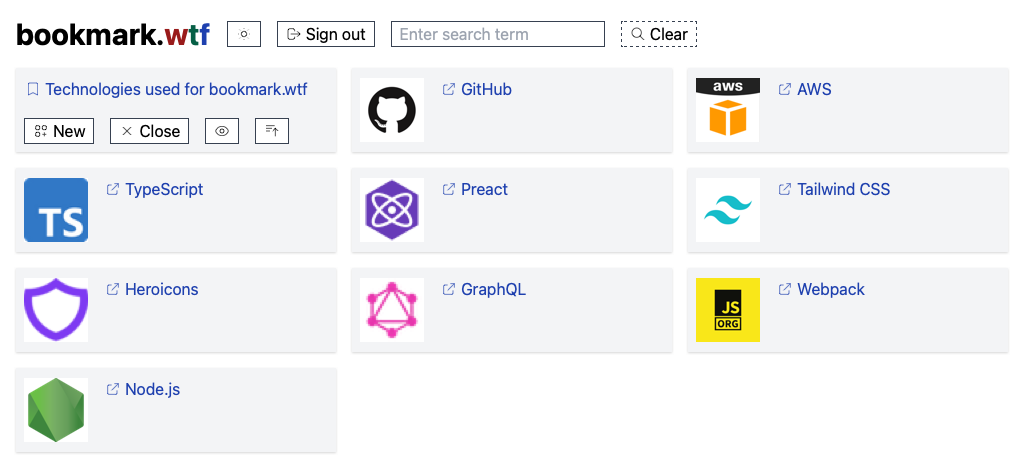 bookmark.wtf Sign out Enter search term Clear
Technologies used for bookmark.wtf
New Close
GitHub
aws
AWS
TS
TypeScript
Preact
Tailwind CSS
Heroicons
GraphQL
JS
ORG
Webpack
Node.js